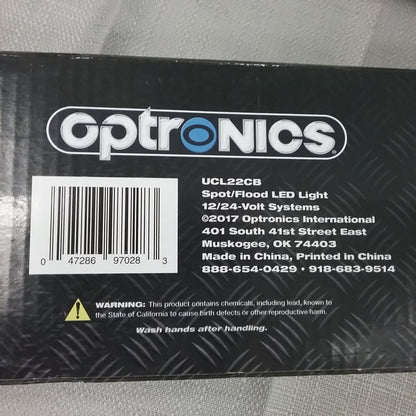 optrONICS®
UCL22CB
Spot/Flood LED Light
12/24-Volt Systems
©2017 Optronics International
401 South 41st Street East
Muskogee, OK 74403
Made in China, Printed in China
888-654-0429 • 918-683-9514
0 47286 97028 3
WARNING: This product contains chemicals, including lead, known to
the State of California to cause birth defects or other reproductive harm.
Wash hands after handling.